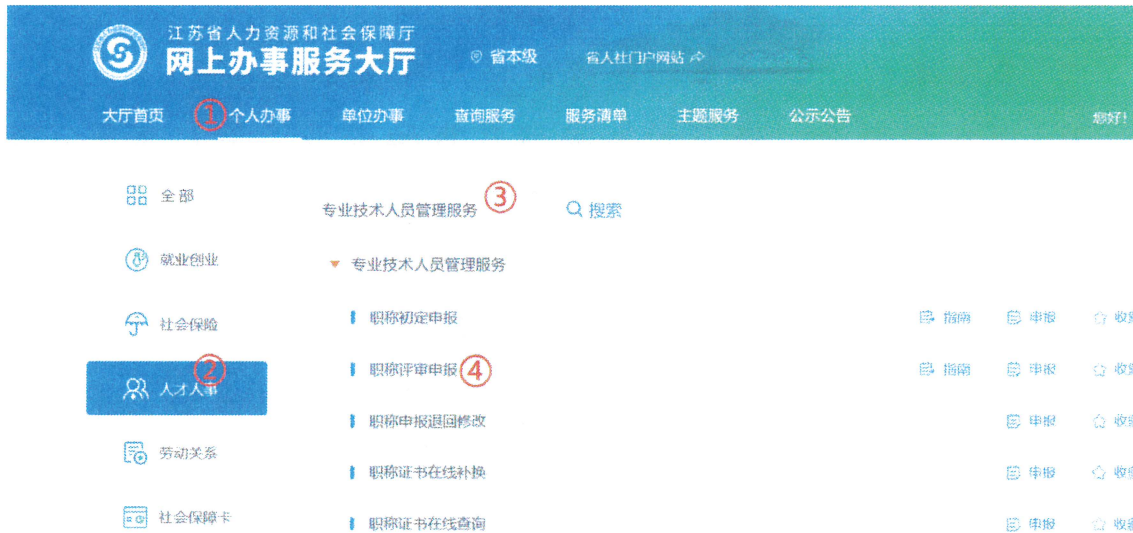 江苏省人力资源和社会保障厅
网上办事服务大厅 省本级 省人社门户网站
大厅首页 ①个人办事 单位办事 查询服务 服务清单 主题服务 公示公告 您好!
全部
专业技术人员管理服务 ③ 搜索
就业创业
专业技术人员管理服务
社会保险
职称初定申报 指南 申报 收
② 人才人事
职称评审申报 ④ 指南 申报 收
职称申报退回修改 申报 收
劳动关系
职称证书在线补换 申报 收
社会保障卡
职称证书在线查询 申报 收